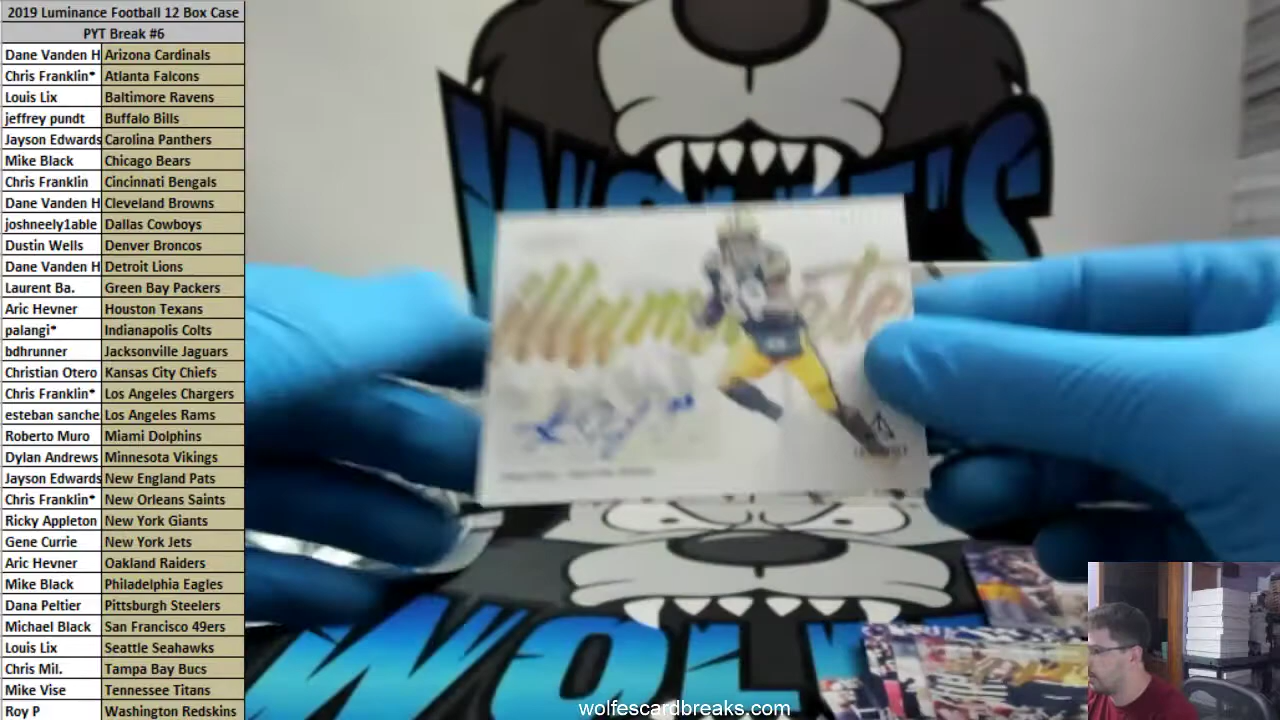 2019 Luminance Football 12 Box Case
PYT Break #6
Dane Vanden H Arizona Cardinals
Chris Franklin* Atlanta Falcons
Louis Lix Baltimore Ravens
jeffrey pundt Buffalo Bills
Jayson Edwards Carolina Panthers
Mike Black Chicago Bears
Chris Franklin Cincinnati Bengals
Dane Vanden H Cleveland Browns
joshneely1able Dallas Cowboys
Dustin Wells Denver Broncos
Dane Vanden H Detroit Lions
Laurent Ba. Green Bay Packers
Aric Hevner Houston Texans
palangi* Indianapolis Colts
bdhrunner Jacksonville Jaguars
Christian Otero Kansas City Chiefs
Chris Franklin* Los Angeles Chargers
esteban sanche Los Angeles Rams
Roberto Muro Miami Dolphins
Dylan Andrews Minnesota Vikings
Jayson Edwards New England Pats
Chris Franklin* New Orleans Saints
Ricky Appleton New York Giants
Gene Currie New York Jets
Aric Hevner Oakland Raiders
Mike Black Philadelphia Eagles
Dana Peltier Pittsburgh Steelers
Michael Black San Francisco 49ers
Louis Lix Seattle Seahawks
Chris Mil. Tampa Bay Bucs
Mike Vise Tennessee Titans
Roy P Washington Redskins
WOLFE'S
WOLF
wolfescardbreaks.com